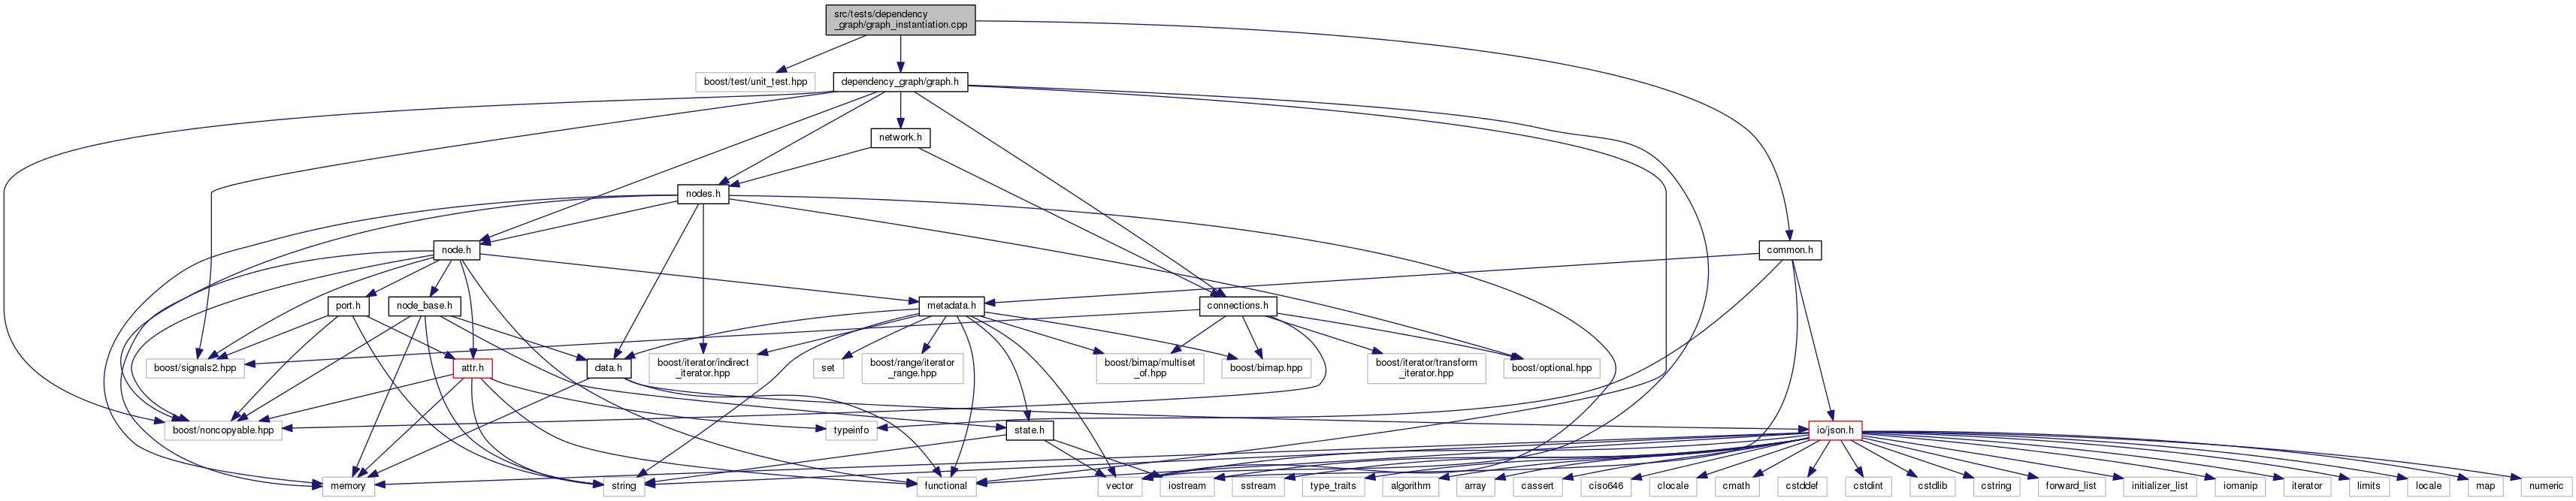 src/tests/dependency
_graph/graph_instantiation.cpp
boost/test/unit_test.hpp
dependency_graph/graph.h
network.h
nodes.h
node.h
common.h
port.h
node_base.h
metadata.h
connections.h
boost/signals2.hpp
attr.h
data.h
boost/iterator/indirect
_iterator.hpp
set
boost/range/iterator
_range.hpp
boost/bimap/multiset
_of.hpp
boost/bimap.hpp
boost/iterator/transform
_iterator.hpp
boost/optional.hpp
boost/noncopyable.hpp
typeinfo
state.h
io/json.h
memory
string
functional
vector
iostream
sstream
type_traits
algorithm
array
cassert
ciso646
clocale
cmath
cstddef
cstdint
cstdlib
cstring
forward_list
initializer_list
iomanip
iterator
limits
locale
map
numeric